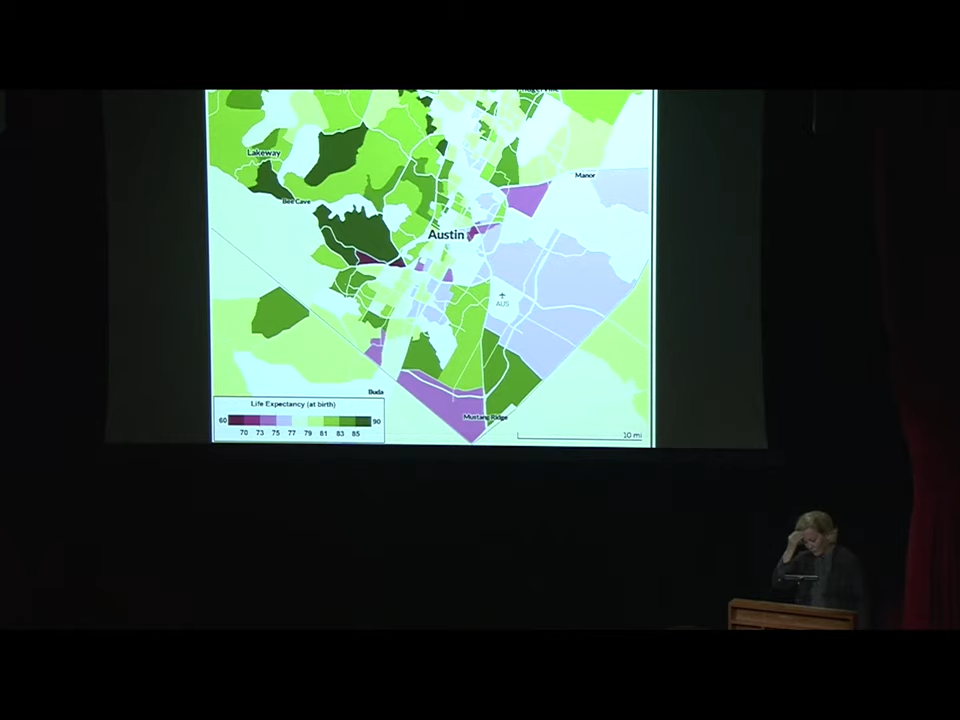 Lakeway
Manor
Bee Cave
Austin
AUS
Buda
Mustang Ridge
Life Expectancy (at birth)
60 90
70 73 75 77 79 81 83 85
10 mi